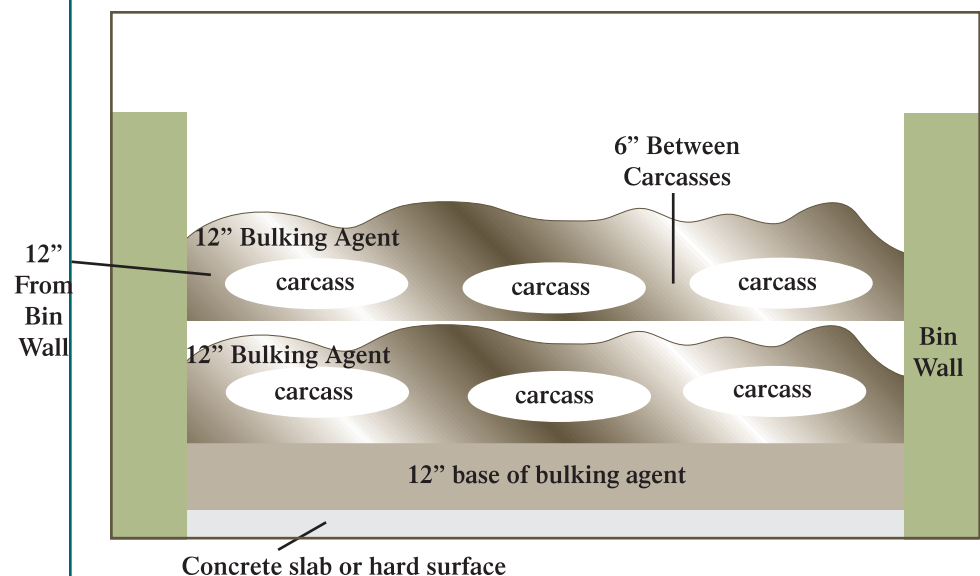 6” Between
Carcasses
12” Bulking Agent
12”
From
Bin
Wall
carcass
carcass
carcass
12” Bulking Agent
Bin
Wall
carcass
carcass
carcass
12” base of bulking agent
Concrete slab or hard surface